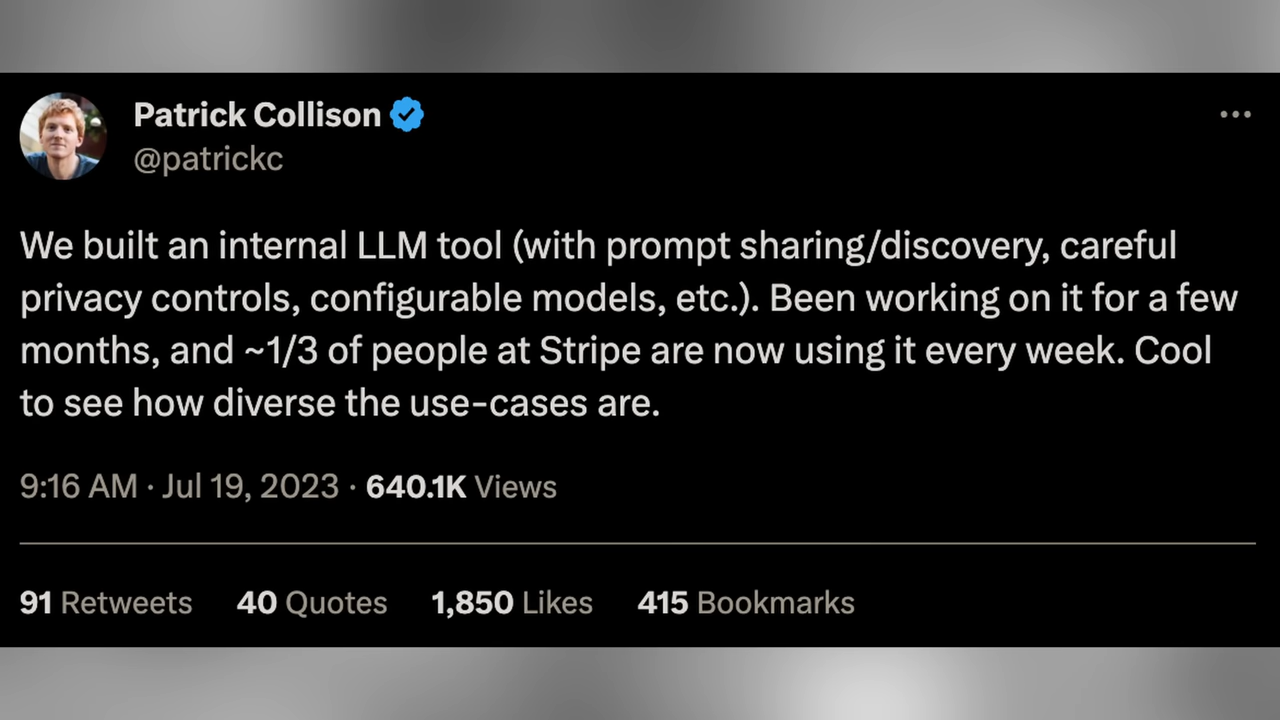 Patrick Collison
@patrickc
We built an internal LLM tool (with prompt sharing/discovery, careful
privacy controls, configurable models, etc.). Been working on it for a few
months, and ~1/3 of people at Stripe are now using it every week. Cool
to see how diverse the use-cases are.
9:16 AM · Jul 19, 2023 · 640.1K Views
91 Retweets 40 Quotes 1,850 Likes 415 Bookmarks